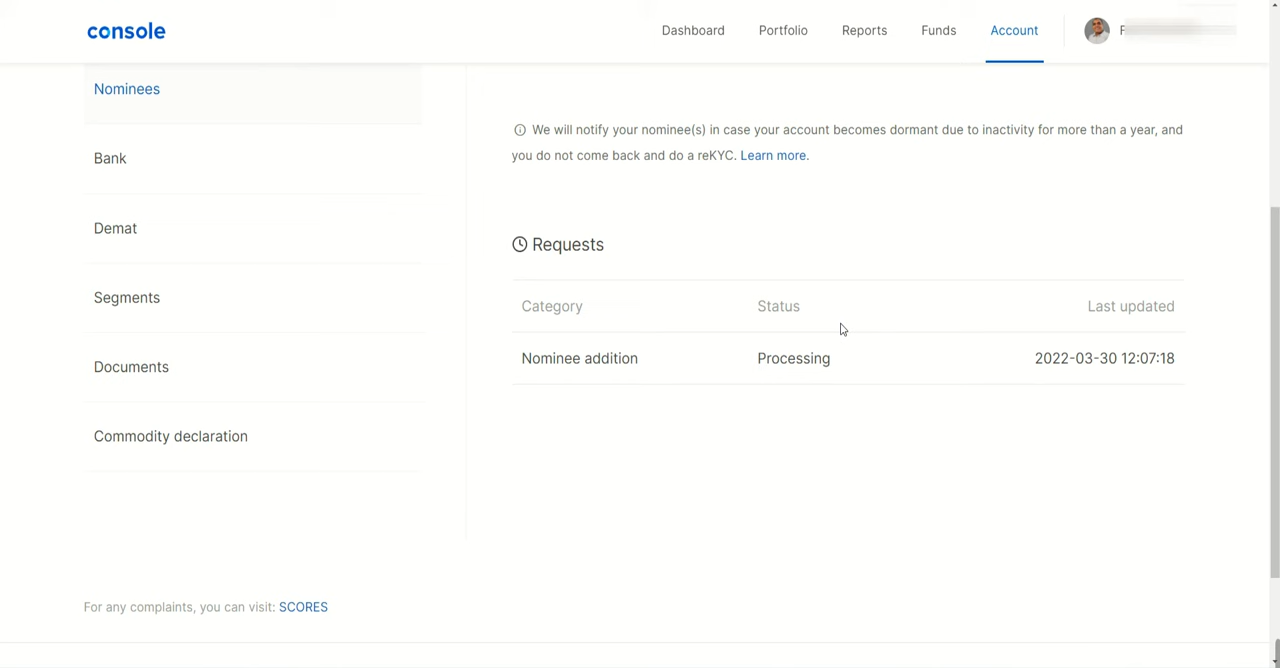 console
Dashboard Portfolio Reports Funds Account
Nominees
Bank
Demat
Segments
Documents
Commodity declaration
We will notify your nominee(s) in case your account becomes dormant due to inactivity for more than a year, and
you do not come back and do a reKYC. Learn more.
Requests
Category Status Last updated
Nominee addition Processing 2022-03-30 12:07:18
For any complaints, you can visit: SCORES